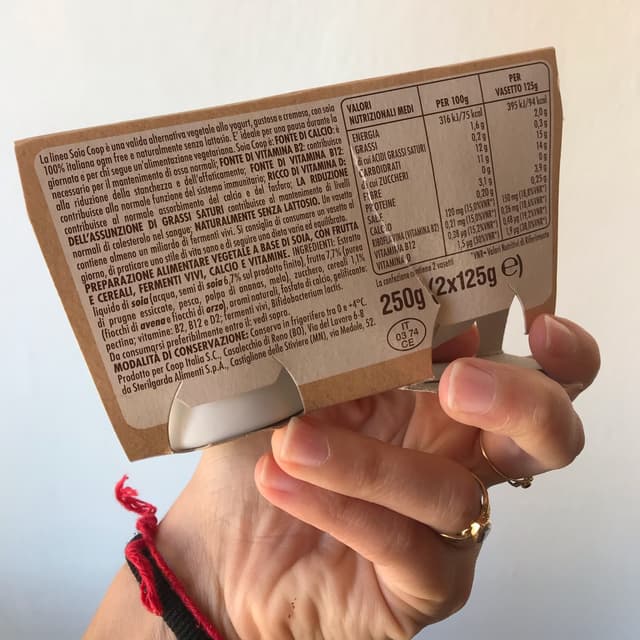 La linea Soia Coop è una valida alternativa vegetale allo yogurt, gustosa e cremosa, con soia
100% italiana ogm free e naturalmente senza lattosio. E' ideale per una pausa durante la
giornata e per chi segue un'alimentazione vegetariana. Soia Coop è: FONTE DI CALCIO: è
necessario per il mantenimento di ossa normali; FONTE DI VITAMINA B2: contribuisce
alla riduzione della stanchezza e dell'affaticamento; FONTE DI VITAMINA B12:
contribuisce alla normale funzione del sistema immunitario; RICCO DI VITAMINA D:
contribuisce al normale assorbimento del calcio e del fosforo; LA RIDUZIONE
DELL'ASSUNZIONE DI GRASSI SATURI contribuisce al mantenimento di livelli
normali di colesterolo nel sangue; NATURALMENTE SENZA LATTOSIO. Un vasetto
contiene almeno un miliardo di fermenti vivi. Si consiglia di consumare un vasetto al
giorno, di praticare uno stile di vita sano e di seguire una dieta varia ed equilibrata.
PREPARAZIONE ALIMENTARE VEGETALE A BASE DI SOIA, CON FRUTTA
E CEREALI, FERMENTI VIVI, CALCIO E VITAMINE. INGREDIENTI: Estratto
liquido di soia (acqua, semi di soia 6,7% sul prodotto finito), frutta 7,7% (purea
di prugne essiccate, pesca, polpa di ananas, mela), zucchero, cereali 1,1%
(fiocchi di avena e fiocchi di orzo), aromi naturali, fosfato di calcio, gelificante:
pectina; vitamine: B2, B12 e D2; fermenti vivi, Bifidobacterium lactis.
Da consumarsi preferibilmente entro il: vedi sopra.
MODALITÀ DI CONSERVAZIONE: Conserva in frigorifero tra 0 e +4°C.
Prodotto per Coop Italia S.C., Casalecchio di Reno (BO), Via del Lavoro 6-8
da Sterilgarda Alimenti S.p.A., Castiglione delle Stiviere (MN), via Medole, 52.
VALORI NUTRIZIONALI MEDI PER 100g PER VASETTO 125g
ENERGIA 316 kJ/75 kcal 395 kJ/94 kcal
GRASSI 1,6g 2,0g
di cui ACIDI GRASSI SATURI 0,2g 0,3g
CARBOIDRATI 12g 15g
di cui ZUCCHERI 11g 14g
FIBRE 0g 0g
PROTEINE 3,1g 3,9g
SALE 0,20g 0,25g
CALCIO 120 mg (15,0%VNR*) 150 mg (18,8%VNR*)
RIBOFLAVINA (VITAMINA B2) 0,21 mg (15,0%VNR*)
VITAMINA B12 0,38 µg (15,2%VNR*) 0,48 µg (19,2%VNR*)
VITAMINA D 1,5 µg (30%VNR*) 1,9 µg (38,0%VNR*)
*VNR= Valori Nutritivi di Riferimento
La confezione contiene 2 vasetti
250g (2x125g e)
IT
03 74
CE